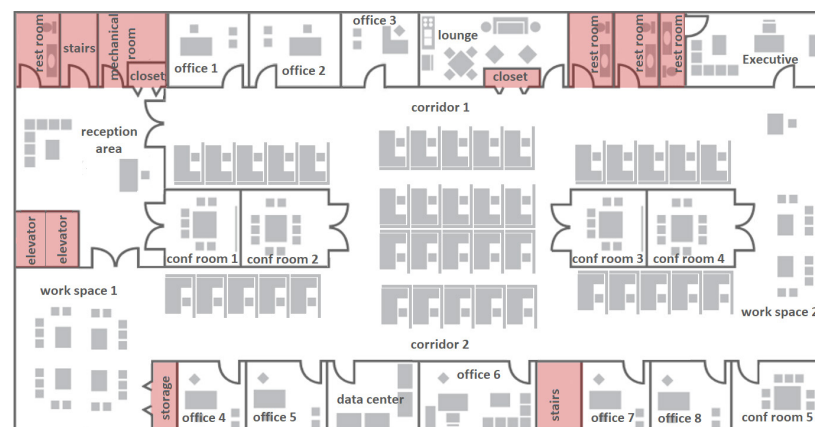 rest room
stairs
mechanical
room
closet
office 1
office 2
office 3
lounge
closet
rest room
rest room
rest room
Executive
corridor 1
reception
area
elevator
elevator
conf room 1
conf room 2
conf room 3
conf room 4
work space 1
work space 2
corridor 2
storage
office 4
office 5
data center
office 6
stairs
office 7
office 8
conf room 5